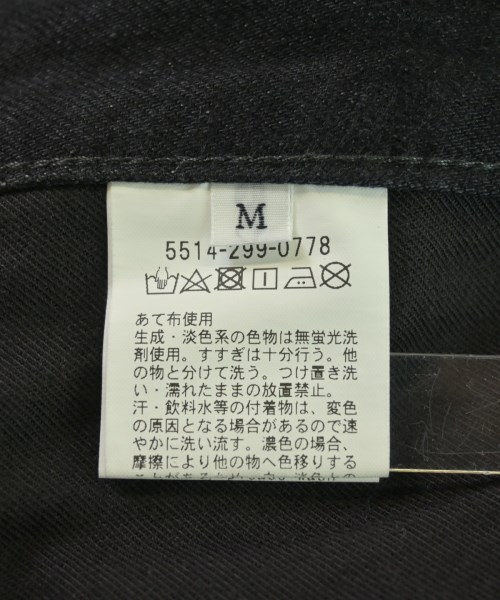 M
5514-299-0778
あて布使用
生成・淡色系の色物は無蛍光洗
剤使用。すすぎは十分行う。他
の物と分けて洗う。つけ置き洗
い・濡れたままの放置禁止。
汗・飲料水等の付着物は、変色
の原因となる場合があるので速
やかに洗い流す。濃色の場合、
摩擦により他の物へ色移りする